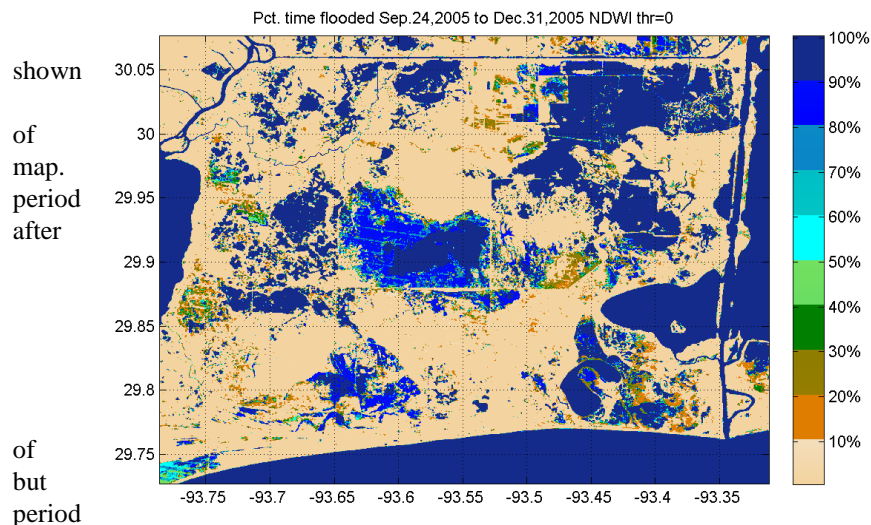 Pct. time flooded Sep.24,2005 to Dec.31,2005 NDWI thr=0
shown
of
map.
period
after
of
but
period
30.05
30
29.95
29.9
29.85
29.8
29.75
-93.75 -93.7 -93.65 -93.6 -93.55 -93.5 -93.45 -93.4 -93.35
100%
90%
80%
70%
60%
50%
40%
30%
20%
10%